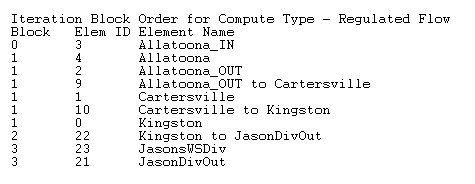 Iteration Block Order for Compute Type - Regulated Flow
Block Elem ID Element Name
0 3 Allatoona_IN
1 4 Allatoona
1 2 Allatoona_OUT
1 9 Allatoona_OUT to Cartersville
1 1 Cartersville
1 10 Cartersville to Kingston
1 0 Kingston
2 22 Kingston to JasonDivOut
3 23 JasonsWSDiv
3 21 JasonDivOut